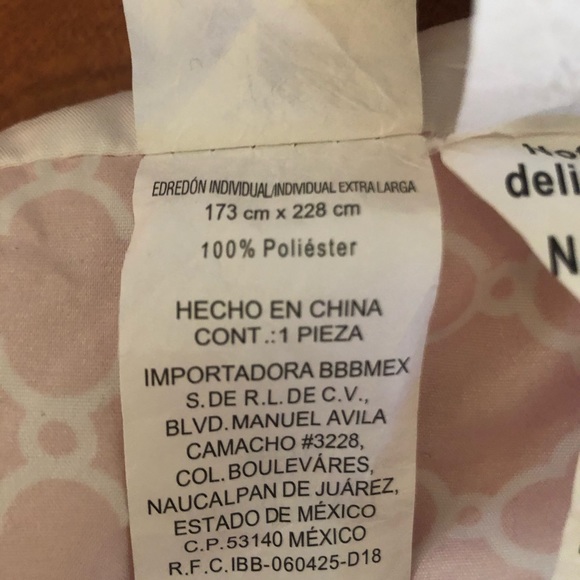 EDREDÓN INDIVIDUAL/INDIVIDUAL EXTRA LARGA
173 cm x 228 cm
100% Poliéster
HECHO EN CHINA
CONT.:1 PIEZA
IMPORTADORA BBBMEX
S. DE R.L. DE C.V.,
BLVD. MANUEL AVILA
CAMACHO #3228,
COL. BOULEVÁRES,
NAUCALPAN DE JUÁREZ,
ESTADO DE MÉXICO
C.P. 53140 MÉXICO
R.F.C. IBB-060425-D18
deli
N